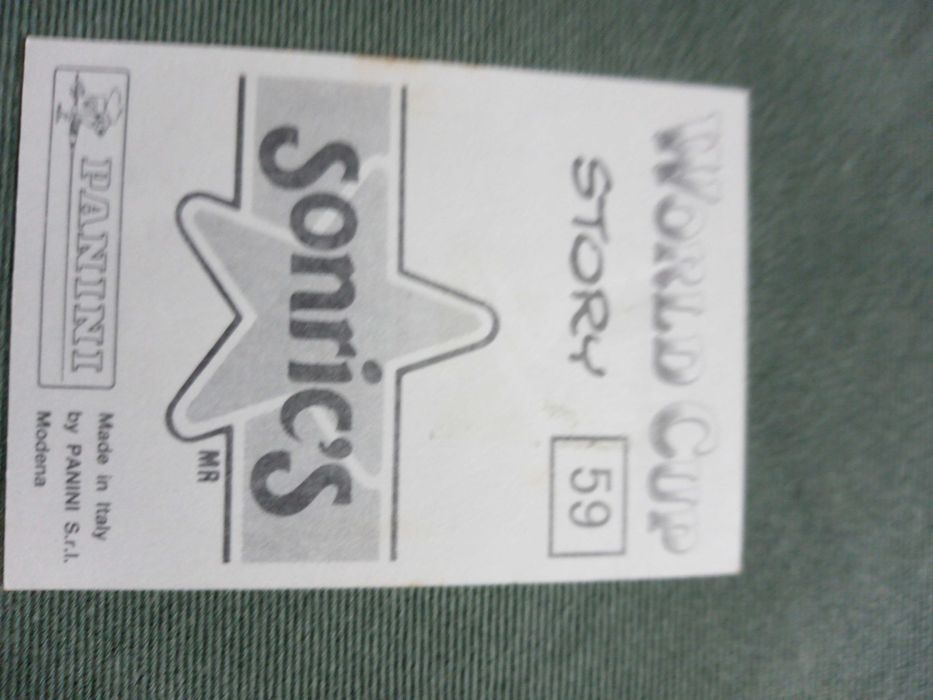 WORLD CUP
STORY
59
Sonric's
MR
PANINI
Made in Italy
by PANINI S.r.l.
Modena